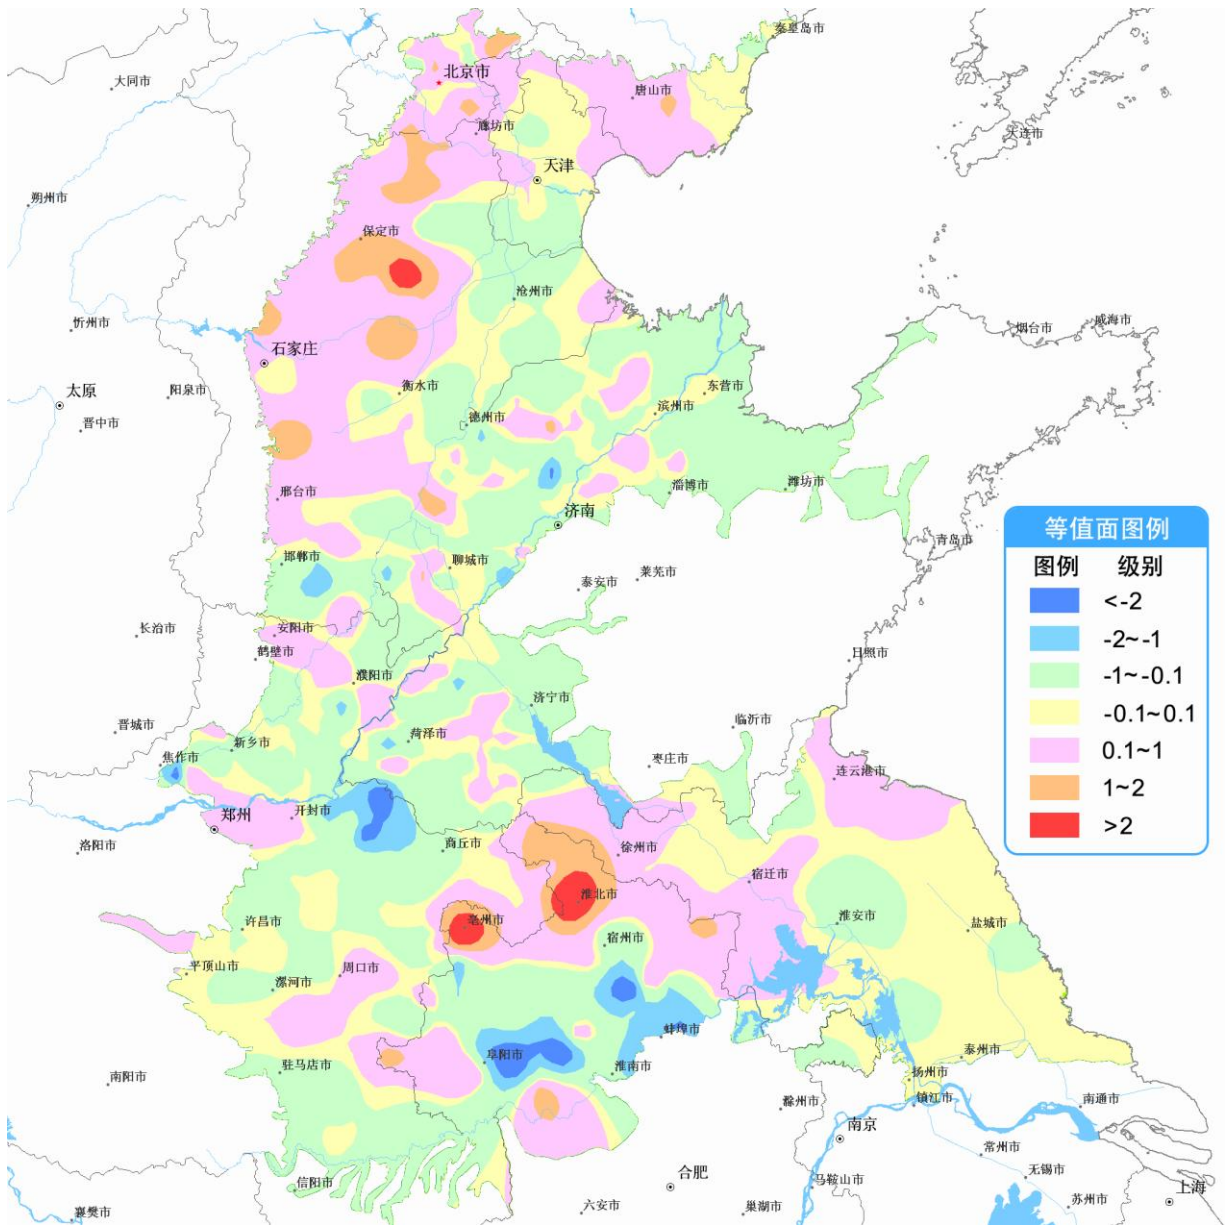 秦皇岛市
大同市
北京市
唐山市
廊坊市
大连市
天津
朔州市
保定市
沧州市
忻州市
烟台市
威海市
石家庄
太原
阳泉市
衡水市
东营市
晋中市
德州市
滨州市
邢台市
淄博市
潍坊市
济南
青岛市
邯郸市
聊城市
泰安市
莱芜市
长治市
安阳市
鹤壁市
日照市
濮阳市
济宁市
晋城市
临沂市
新乡市
菏泽市
焦作市
枣庄市
连云港市
郑州
开封市
洛阳市
商丘市
徐州市
宿迁市
淮北市
许昌市
亳州市
淮安市
盐城市
宿州市
平顶山市
周口市
漯河市
蚌埠市
阜阳市
泰州市
驻马店市
淮南市
南阳市
扬州市
滁州市
镇江市
南通市
南京
常州市
合肥
无锡市
信阳市
马鞍山市
上海
六安市
巢湖市
苏州市
襄樊市
等值面图例
图例 级别
<-2
-2~-1
-1~-0.1
-0.1~0.1
0.1~1
1~2
>2